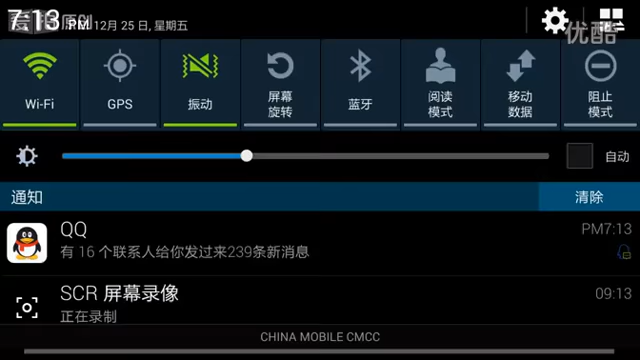 7:13 PM 12月 25 日, 星期五
优酷
Wi-Fi
GPS
振动
屏幕
旋转
蓝牙
阅读
模式
移动
数据
阻止
模式
自动
通知
清除
QQ
PM7:13
有 16 个联系人给你发过来239条新消息
SCR 屏幕录像
09:13
正在录制
CHINA MOBILE CMCC